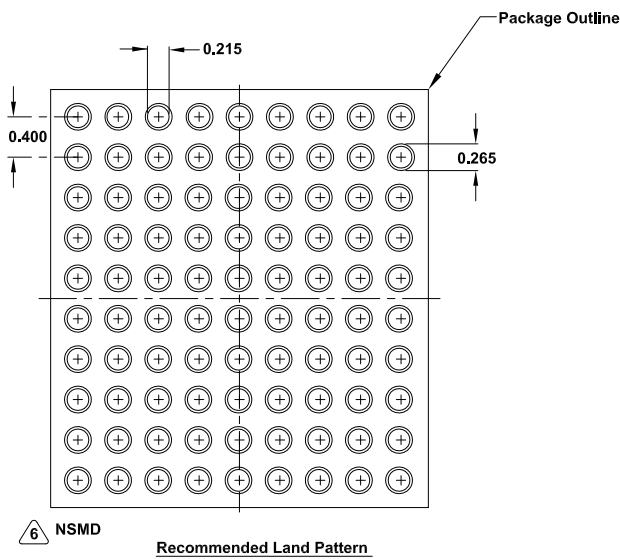 Package Outline
0.215
0.400
0.265
6 NSMD
Recommended Land Pattern